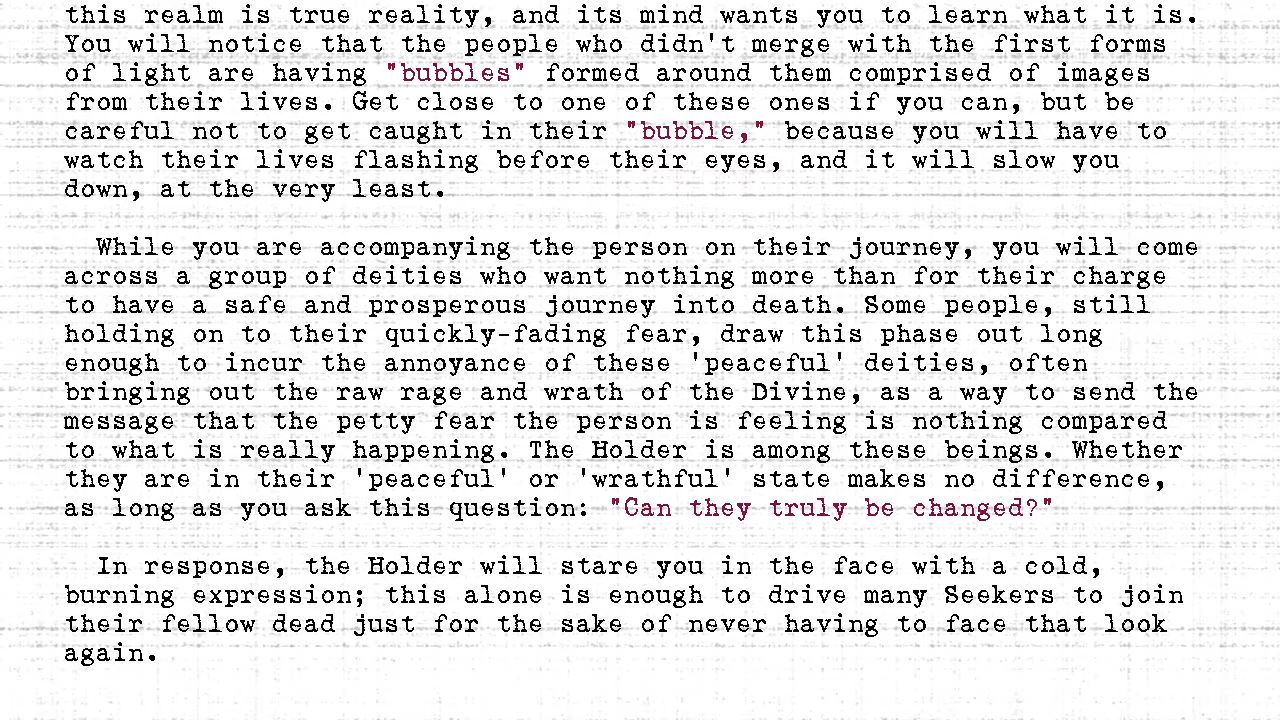 this realm is true reality, and its mind wants you to learn what it is.
You will notice that the people who didn't merge with the first forms
of light are having "bubbles" formed around them comprised of images
from their lives. Get close to one of these ones if you can, but be
careful not to get caught in their "bubble," because you will have to
watch their lives flashing before their eyes, and it will slow you
down, at the very least.
While you are accompanying the person on their journey, you will come
across a group of deities who want nothing more than for their charge
to have a safe and prosperous journey into death. Some people, still
holding on to their quickly-fading fear, draw this phase out long
enough to incur the annoyance of these 'peaceful' deities, often
bringing out the raw rage and wrath of the Divine, as a way to send the
message that the petty fear the person is feeling is nothing compared
to what is really happening. The Holder is among these beings. Whether
they are in their 'peaceful' or 'wrathful' state makes no difference,
as long as you ask this question: "Can they truly be changed?"
In response, the Holder will stare you in the face with a cold,
burning expression; this alone is enough to drive many Seekers to join
their fellow dead just for the sake of never having to face that look
again.